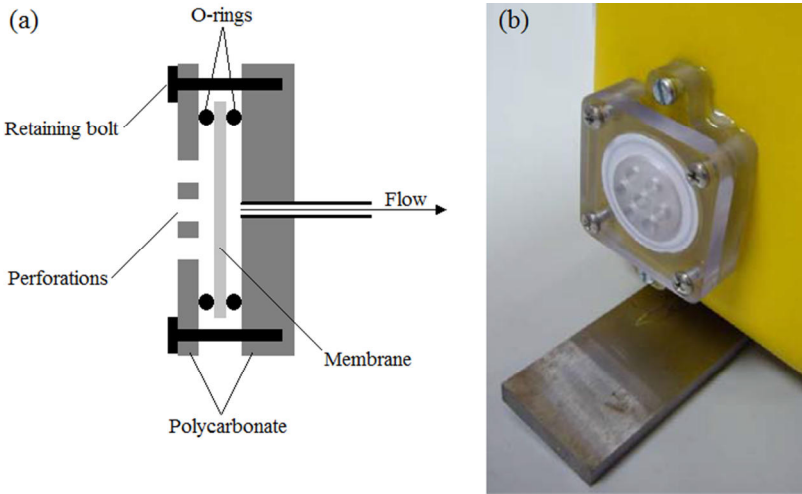 (a)
O-rings
Retaining bolt
Flow
Perforations
Membrane
Polycarbonate
(b)